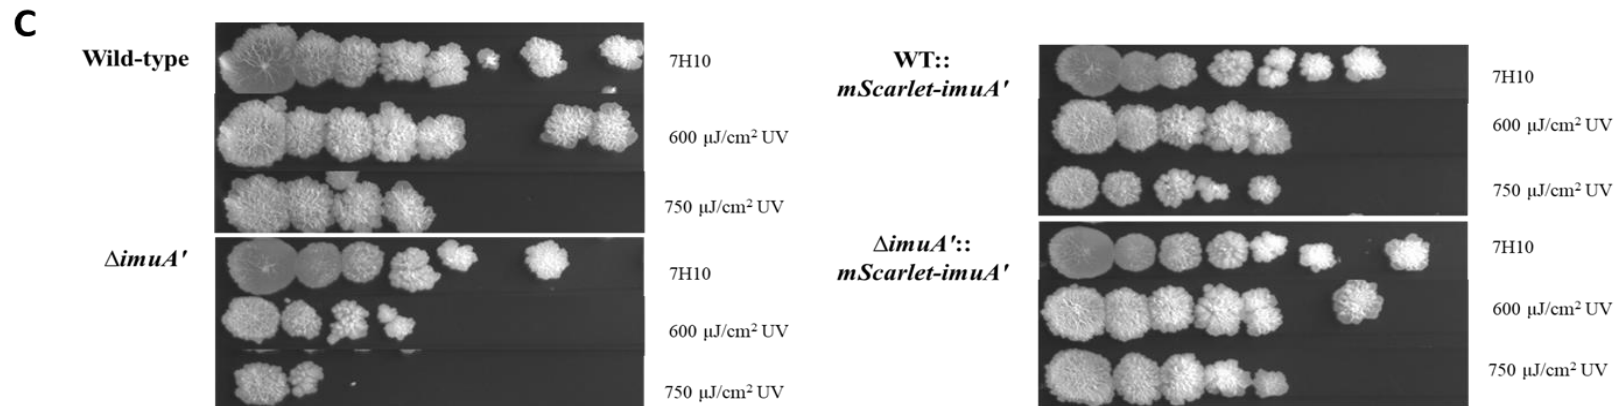 C
Wild-type
7H10
600 μJ/cm² UV
750 μJ/cm² UV
ΔimuA'
7H10
600 μJ/cm² UV
750 μJ/cm² UV
WT::
mScarlet-imuA'
7H10
600 μJ/cm² UV
750 μJ/cm² UV
ΔimuA'::
mScarlet-imuA'
7H10
600 μJ/cm² UV
750 μJ/cm² UV